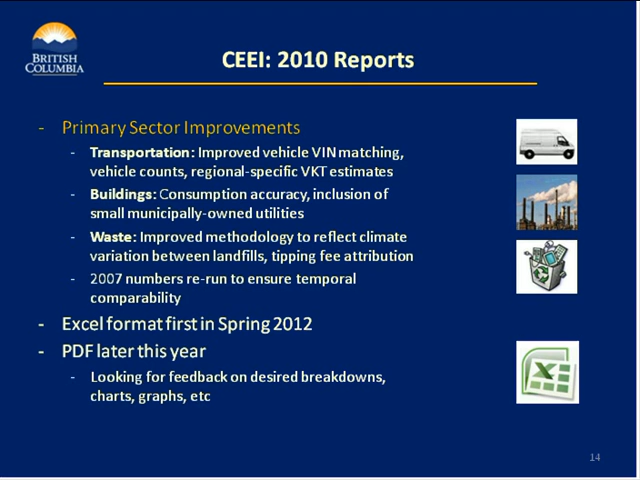 BRITISH
COLUMBIA
CEEI: 2010 Reports
- Primary Sector Improvements
- Transportation: Improved vehicle VIN matching,
vehicle counts, regional-specific VKT estimates
- Buildings: Consumption accuracy, inclusion of
small municipally-owned utilities
- Waste: Improved methodology to reflect climate
variation between landfills, tipping fee attribution
- 2007 numbers re-run to ensure temporal
comparability
- Excel format first in Spring 2012
- PDF later this year
- Looking for feedback on desired breakdowns,
charts, graphs, etc
14